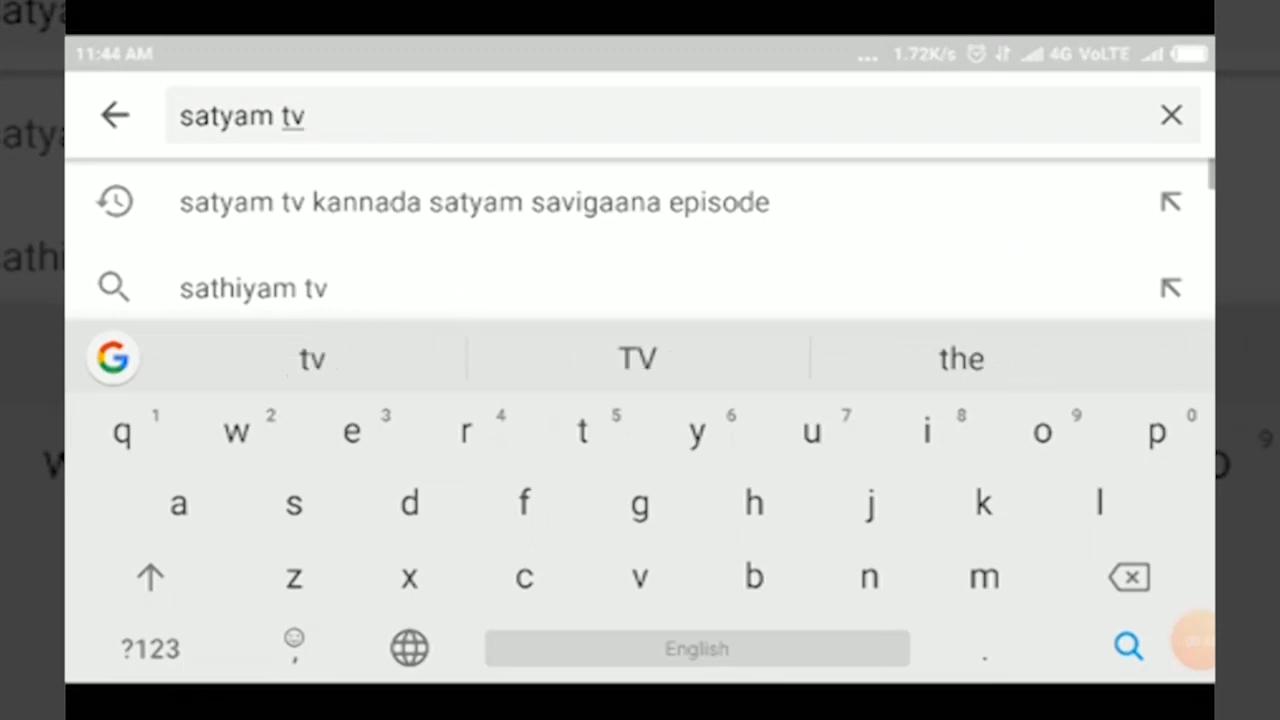 11:44 AM ... 1.72K/s 4G VoLTE
satyam tv
satyam tv kannada satyam savigaana episode
sathiyam tv
tv TV the
q 1 w 2 e 3 r 4 t 5 y 6 u 7 i 8 o 9 p 0
a s d f g h j k l
z x c v b n m
?123 , English .